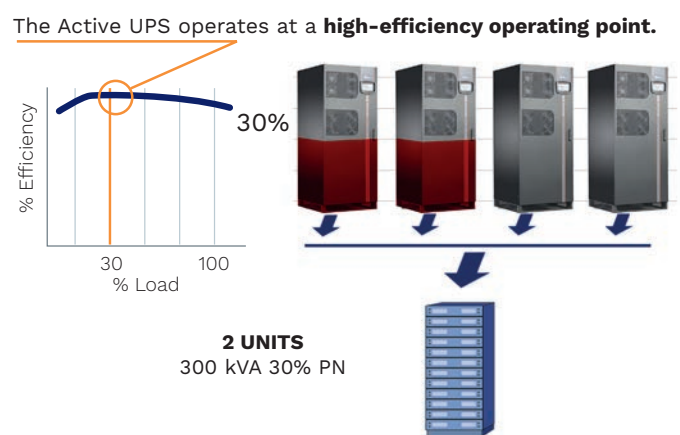 The Active UPS operates at a high-efficiency operating point.
% Efficiency
30%
30 100
% Load
2 UNITS
300 kVA 30% PN